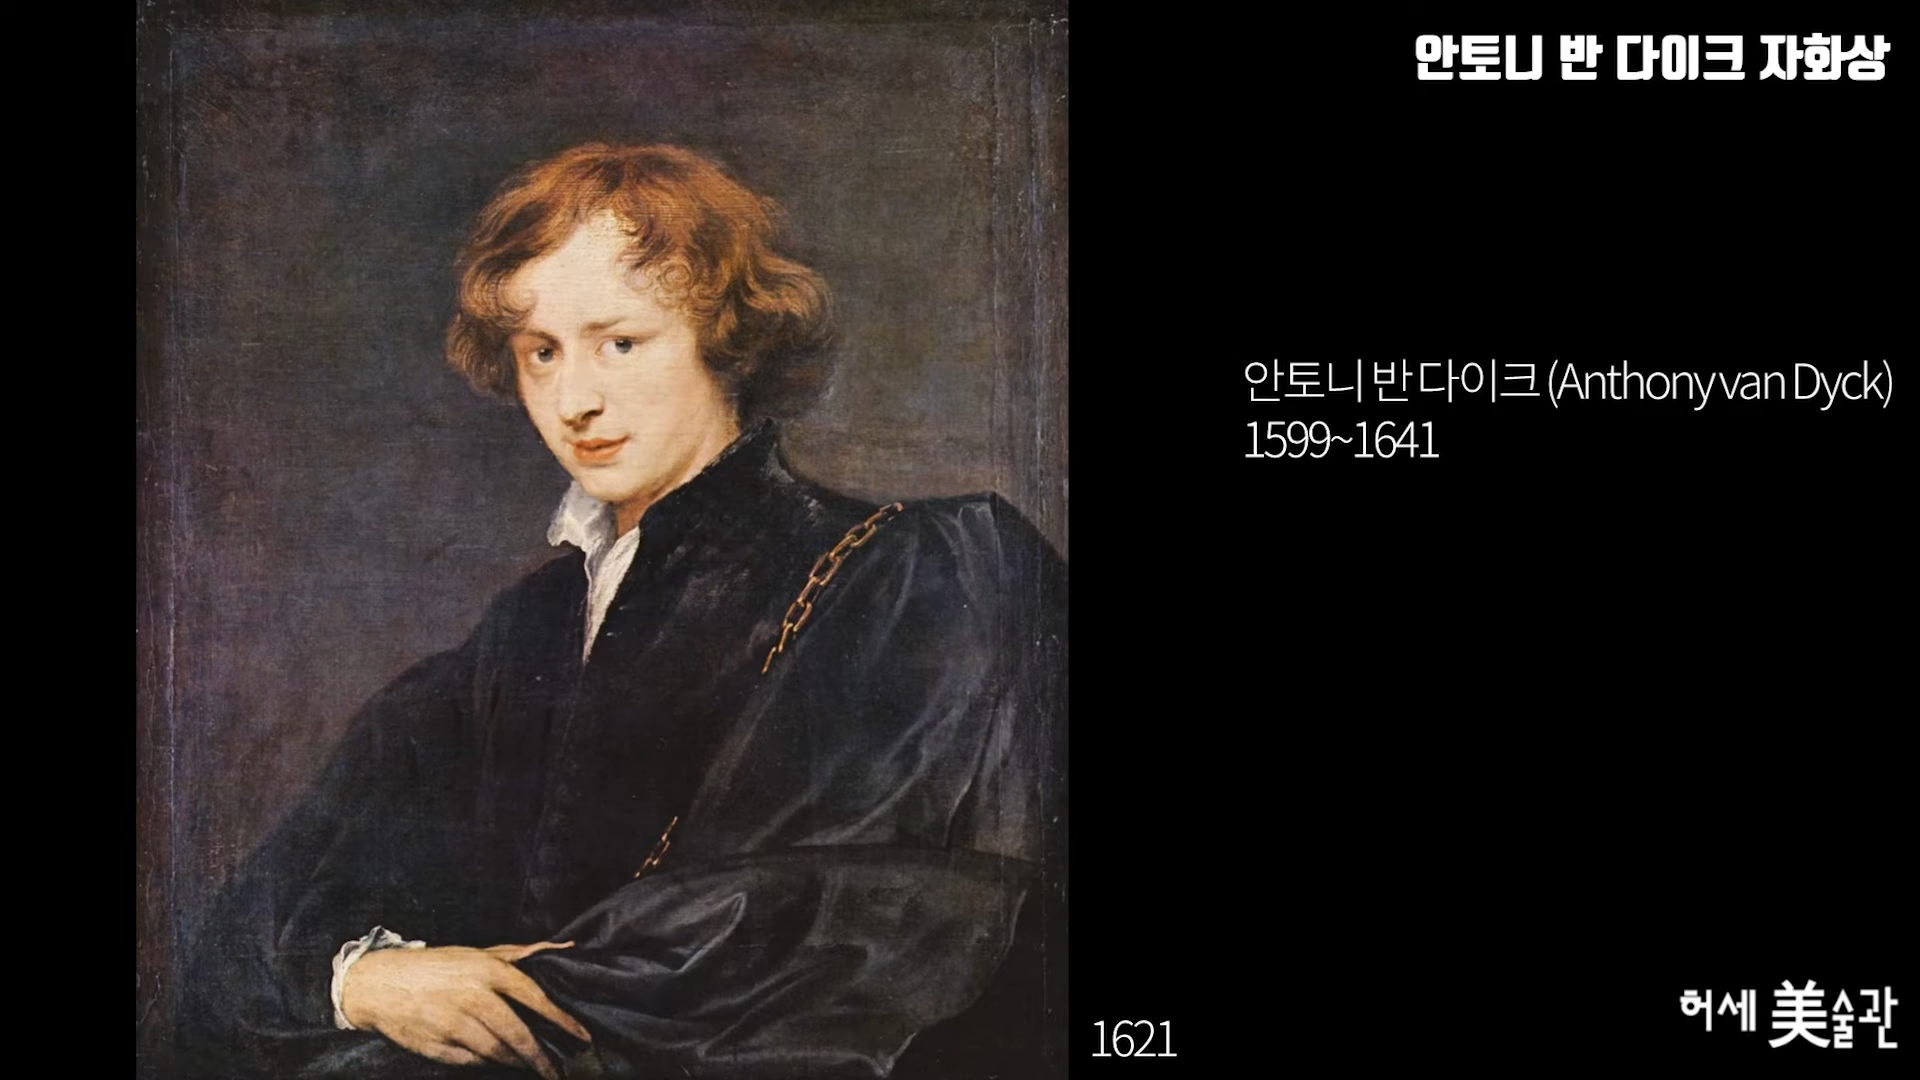 안토니 반 다이크 자화상
안토니 반 다이크 (Anthony van Dyck)
1599~1641
1621
허세 美술관